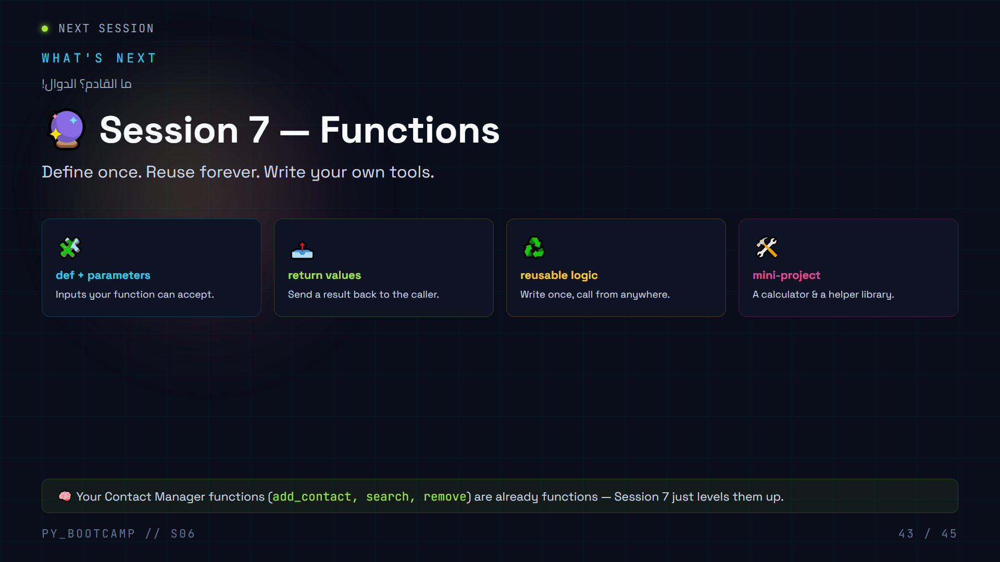 NEXT SESSION
WHAT'S NEXT
ما القادم؟ الدوال!
Session 7 — Functions
Define once. Reuse forever. Write your own tools.
def + parameters
Inputs your function can accept.
return values
Send a result back to the caller.
reusable logic
Write once, call from anywhere.
mini-project
A calculator & a helper library.
Your Contact Manager functions (add_contact, search, remove) are already functions — Session 7 just levels them up.
PY_BOOTCAMP // S06
43 / 45